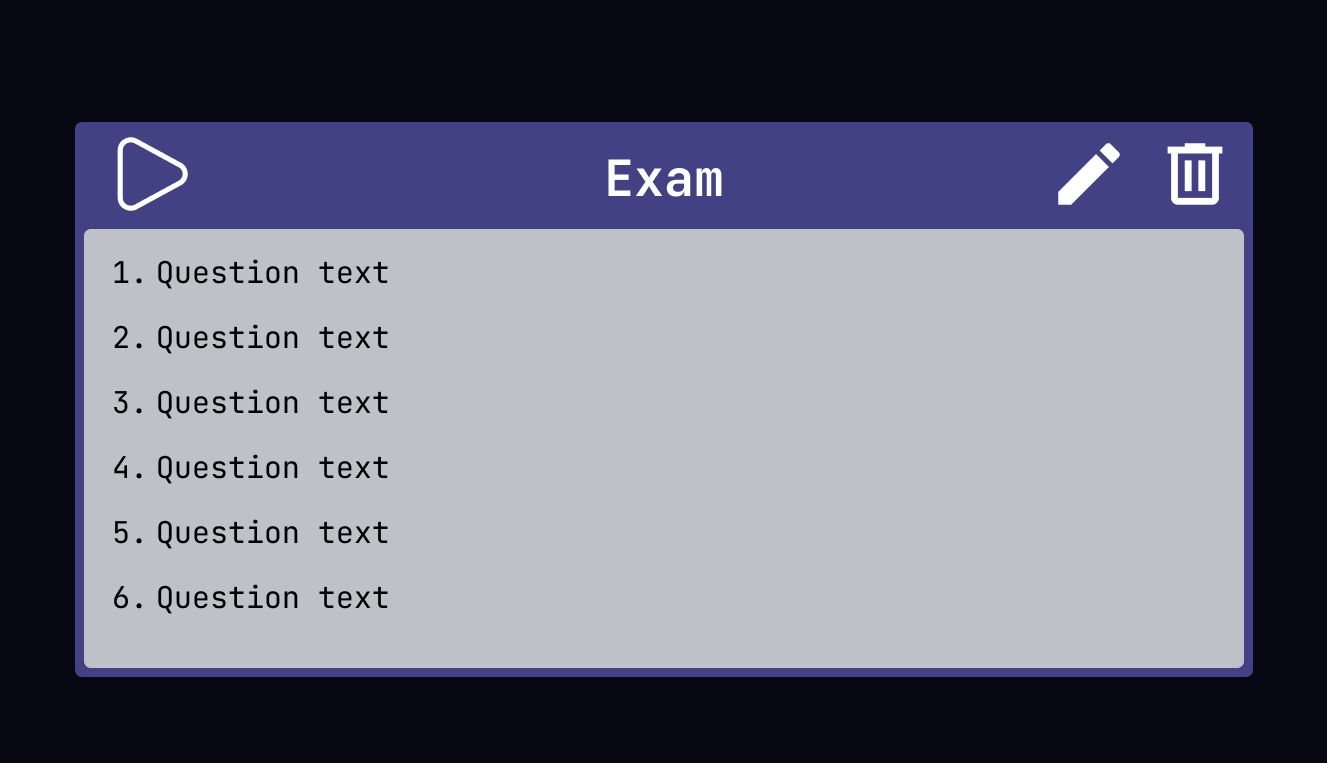 Exam
1. Question text
2. Question text
3. Question text
4. Question text
5. Question text
6. Question text